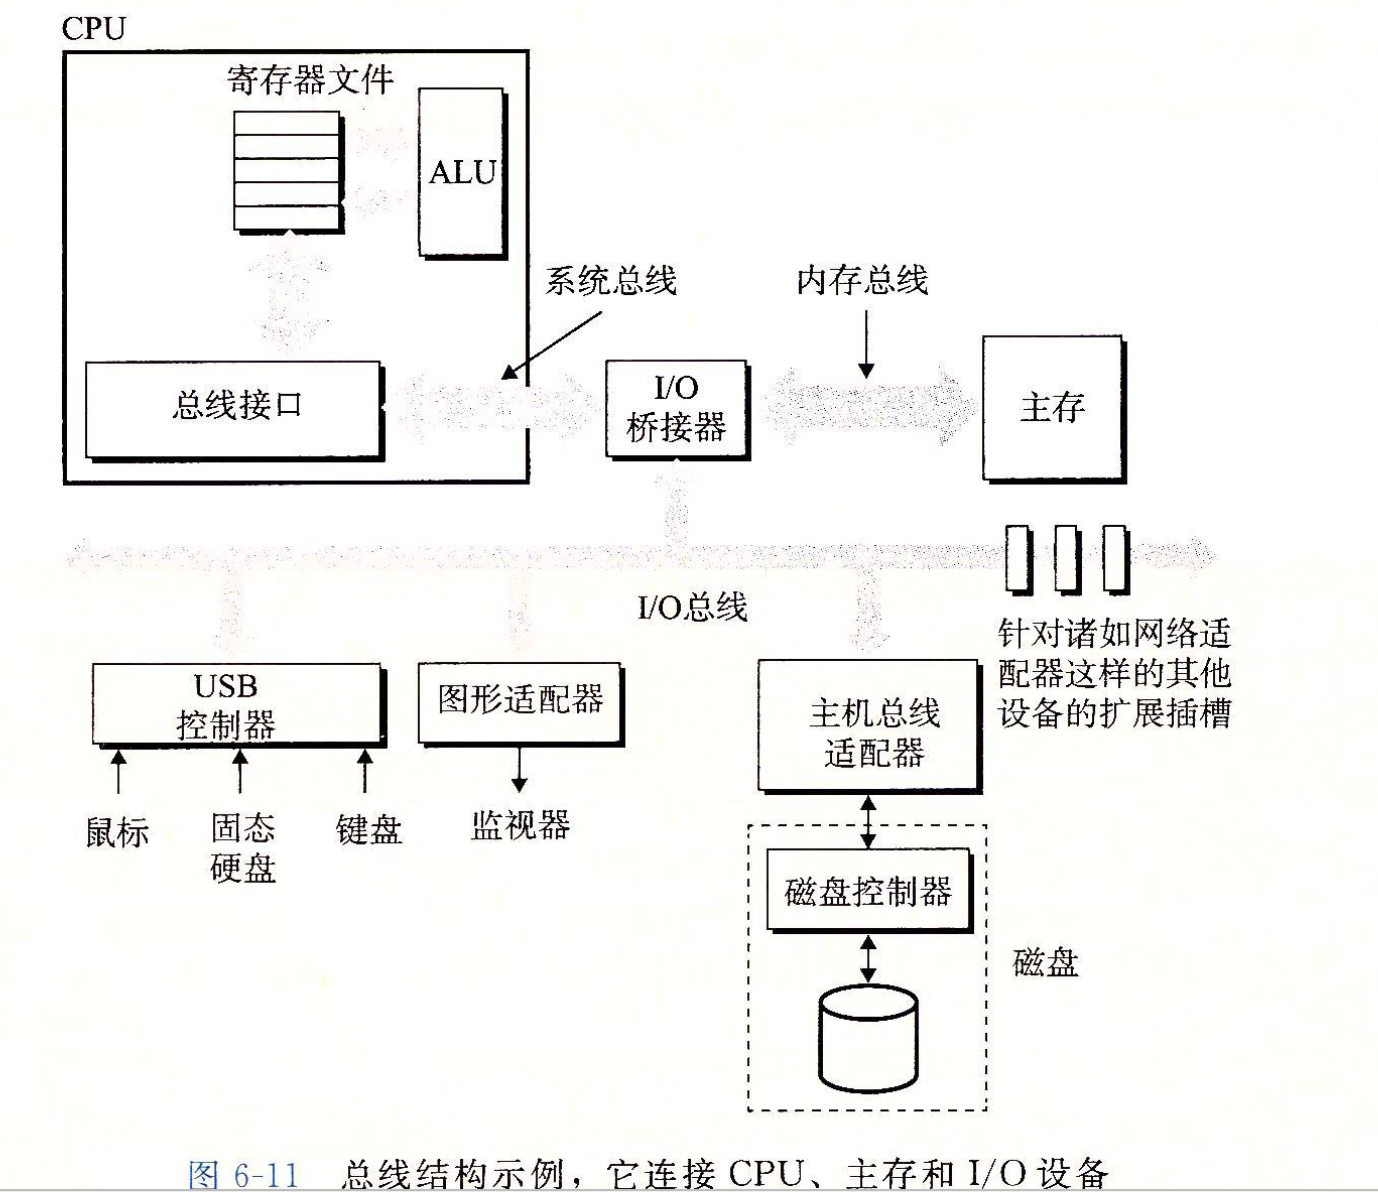 CPU
寄存器文件
ALU
系统总线
内存总线
总线接口
I/O
桥接器
主存
I/O总线
针对诸如网络适
配器这样的其他
设备的扩展插槽
USB
控制器
图形适配器
主机总线
适配器
鼠标
固态
硬盘
键盘
监视器
磁盘控制器
磁盘
图 6-11 总线结构示例，它连接 CPU、主存和 I/O 设备